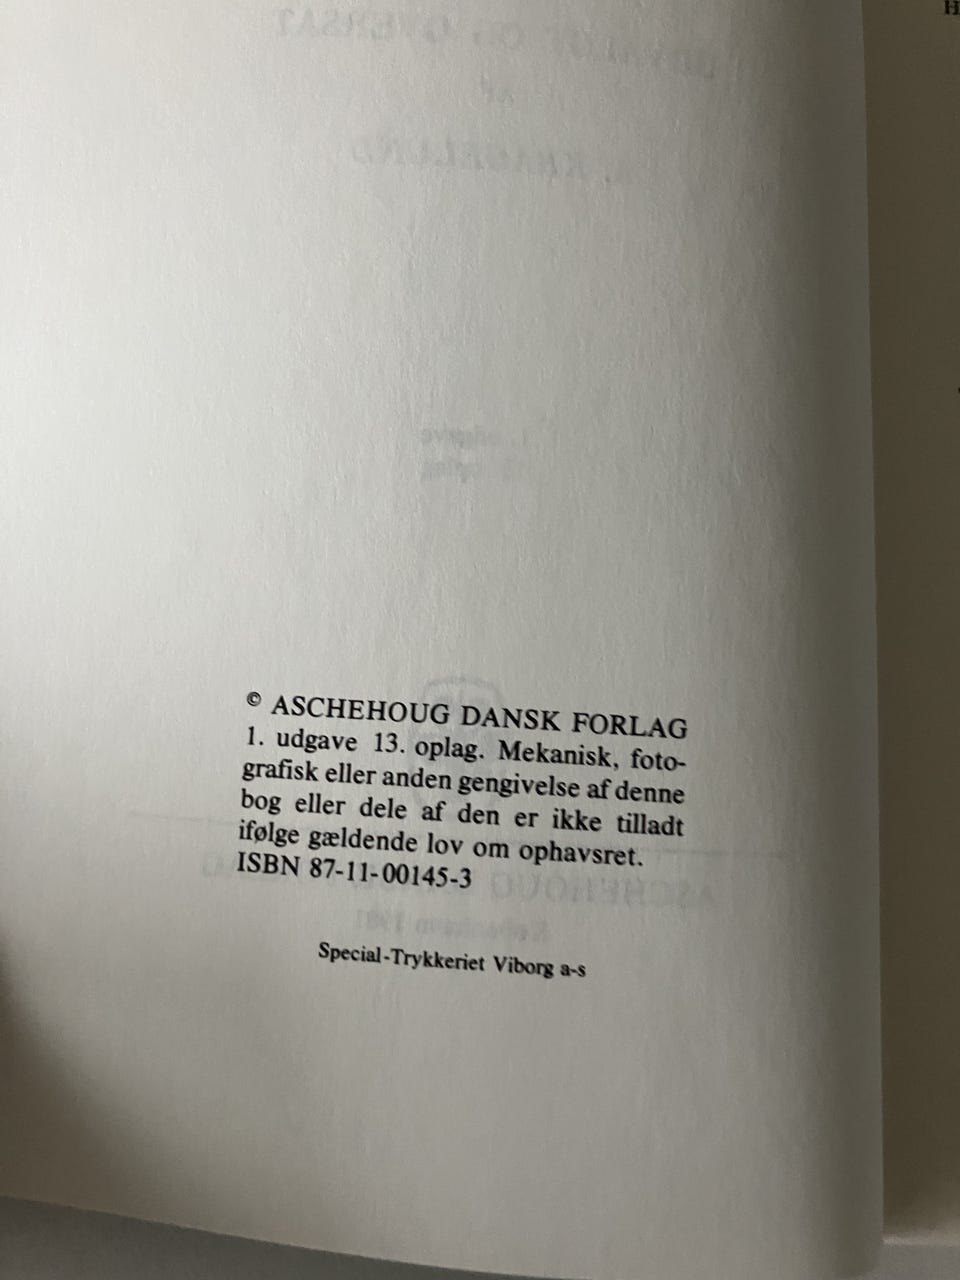 © ASCHEHOUG DANSK FORLAG
1. udgave 13. oplag. Mekanisk, foto-
grafisk eller anden gengivelse af denne
bog eller dele af den er ikke tilladt
ifølge gældende lov om ophavsret.
ISBN 87-11-00145-3
Special-Trykkeriet Viborg a-s
H